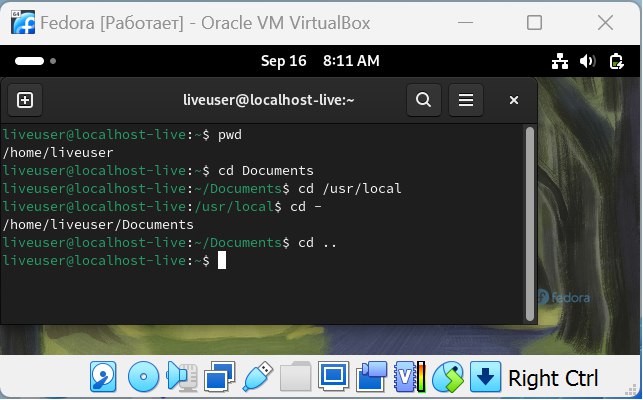 Fedora [Работает] - Oracle VM VirtualBox
Sep 16 8:11 AM
liveuser@localhost-live:~
liveuser@localhost-live:~$ pwd
/home/liveuser
liveuser@localhost-live:~$ cd Documents
liveuser@localhost-live:~/Documents$ cd /usr/local
liveuser@localhost-live:/usr/local$ cd -
/home/liveuser/Documents
liveuser@localhost-live:~/Documents$ cd ..
liveuser@localhost-live:~$
fedora
Right Ctrl